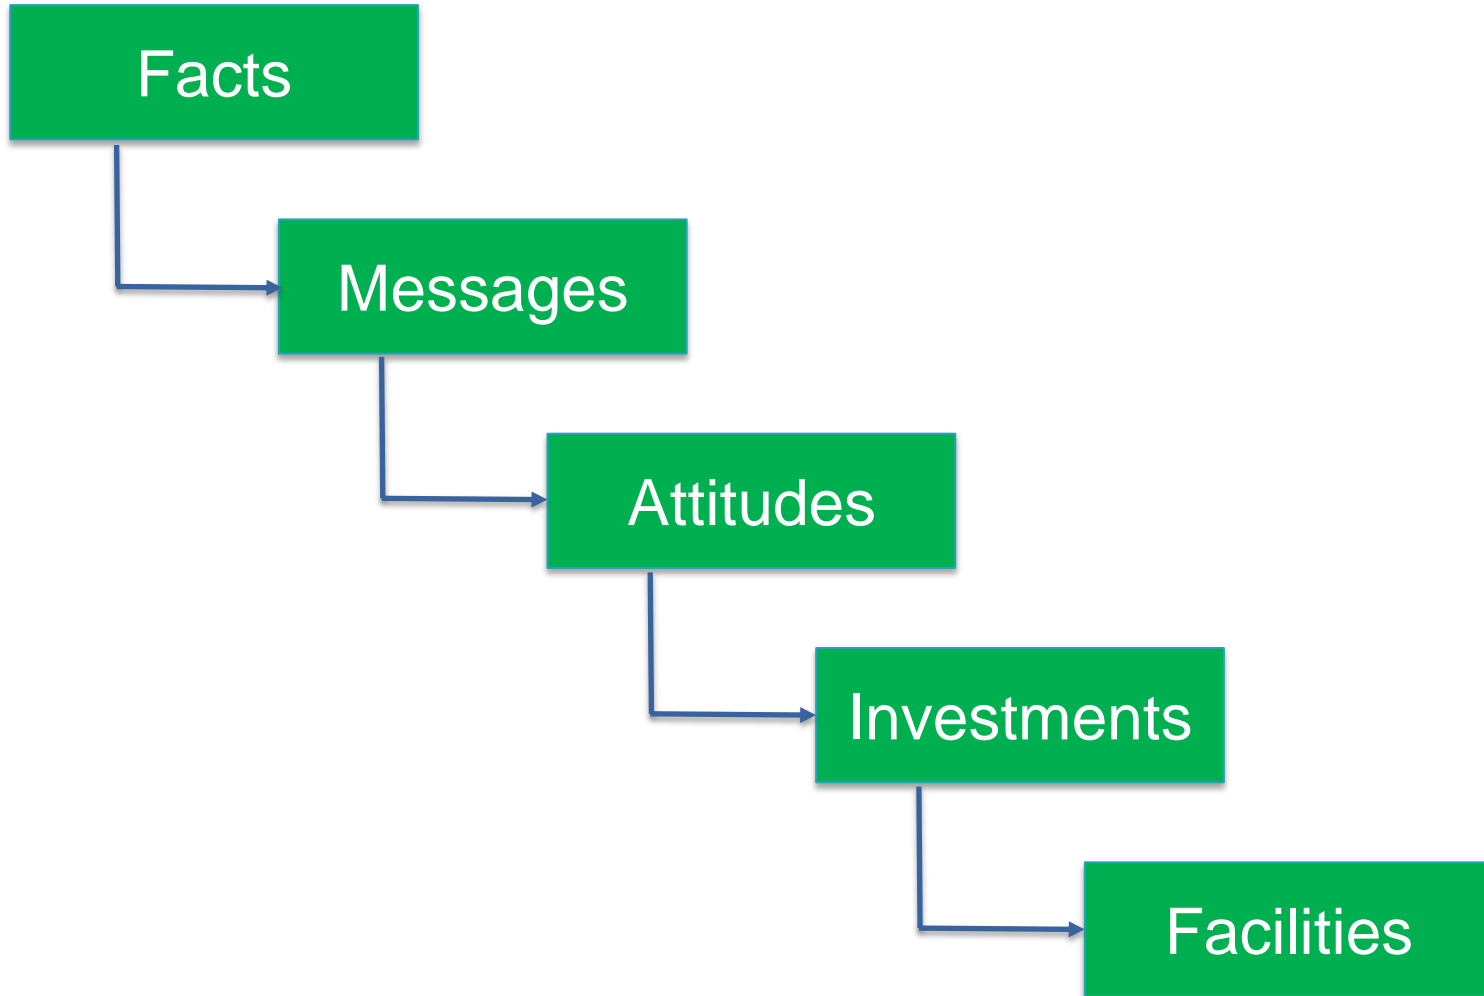 Facts
Messages
Attitudes
Investments
Facilities